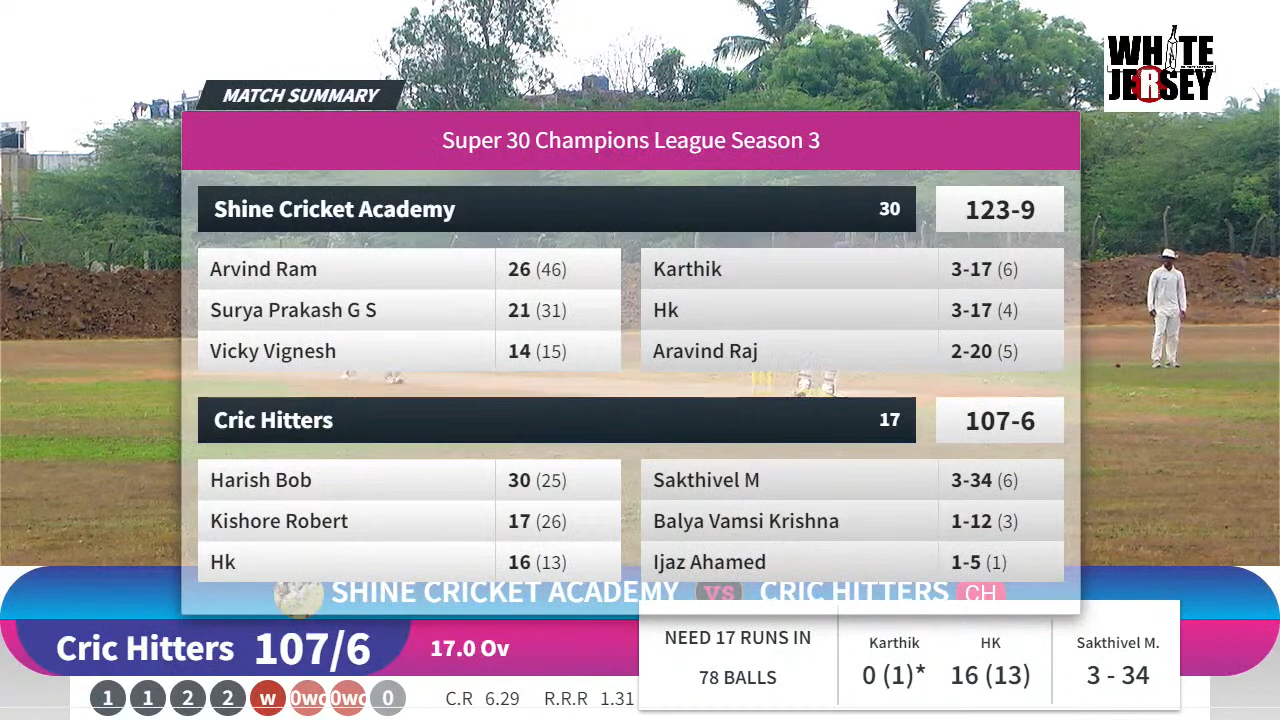 WHITE
JERSEY
MATCH SUMMARY
Super 30 Champions League Season 3
Shine Cricket Academy 30 123-9
Arvind Ram 26 (46) Karthik 3-17 (6)
Surya Prakash G S 21 (31) Hk 3-17 (4)
Vicky Vignesh 14 (15) Aravind Raj 2-20 (5)
Cric Hitters 17 107-6
Harish Bob 30 (25) Sakthivel M 3-34 (6)
Kishore Robert 17 (26) Balya Vamsi Krishna 1-12 (3)
Hk 16 (13) Ijaz Ahamed 1-5 (1)
SHINE CRICKET ACADEMY VS CRIC HITTERS CH
Cric Hitters 107/6 17.0 Ov
NEED 17 RUNS IN
78 BALLS
Karthik HK Sakthivel M.
0 (1)* 16 (13) 3 - 34
1 1 2 2 w 0wc 0wc 0 C.R 6.29 R.R.R 1.31